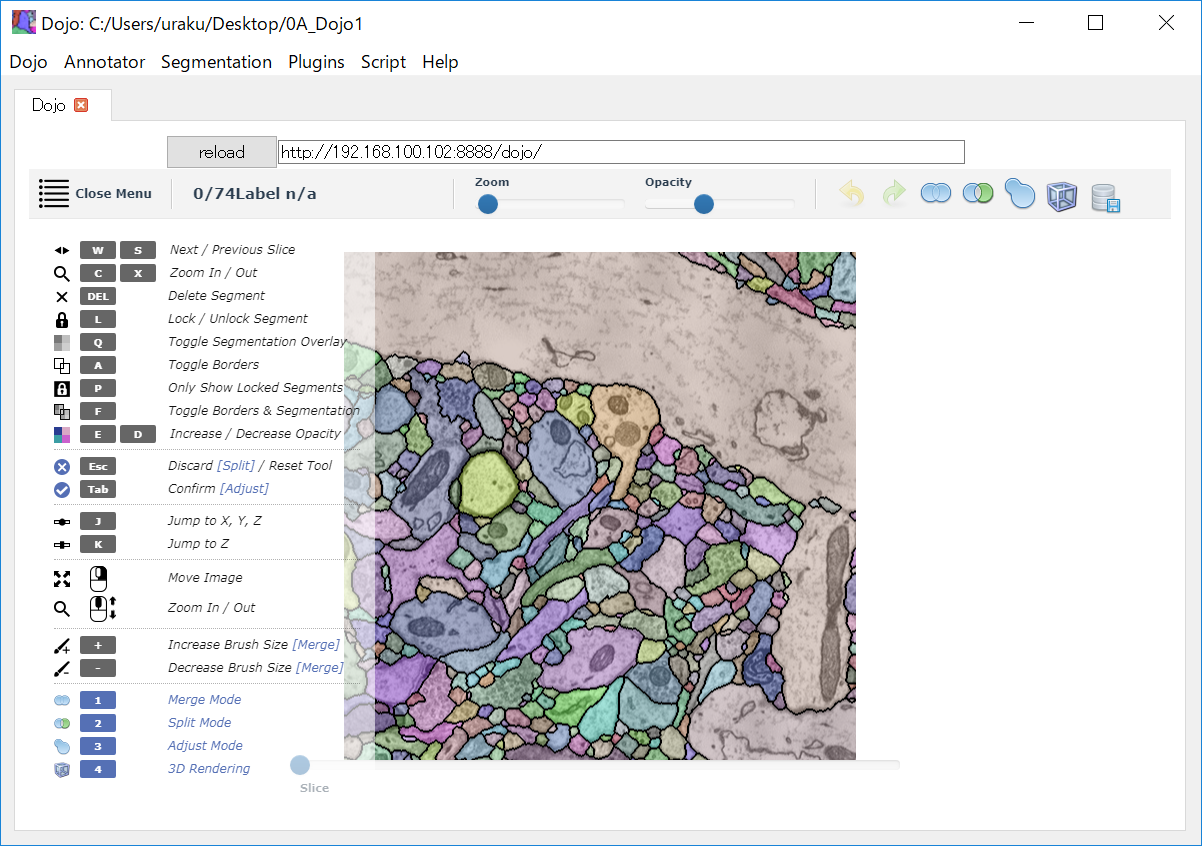 Dojo: C:/Users/uraku/Desktop/0A_Dojo1
Dojo Annotator Segmentation Plugins Script Help
Dojo
reload http://192.168.100.102:8888/dojo/
Close Menu 0/74Label n/a Zoom Opacity
W S Next / Previous Slice
C X Zoom In / Out
DEL Delete Segment
L Lock / Unlock Segment
Q Toggle Segmentation Overlay
A Toggle Borders
P Only Show Locked Segments
F Toggle Borders & Segmentation
E D Increase / Decrease Opacity
Esc Discard [Split] / Reset Tool
Tab Confirm [Adjust]
J Jump to X, Y, Z
K Jump to Z
Move Image
Zoom In / Out
+ Increase Brush Size [Merge]
- Decrease Brush Size [Merge]
1 Merge Mode
2 Split Mode
3 Adjust Mode
4 3D Rendering
Slice